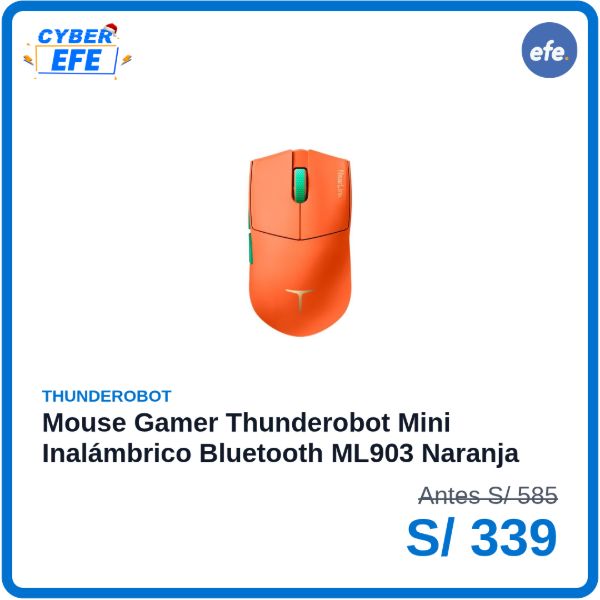 CYBER
EFE
efe.
THUNDEROBOT
Mouse Gamer Thunderobot Mini
Inalámbrico Bluetooth ML903 Naranja
Antes S/ 585
S/ 339